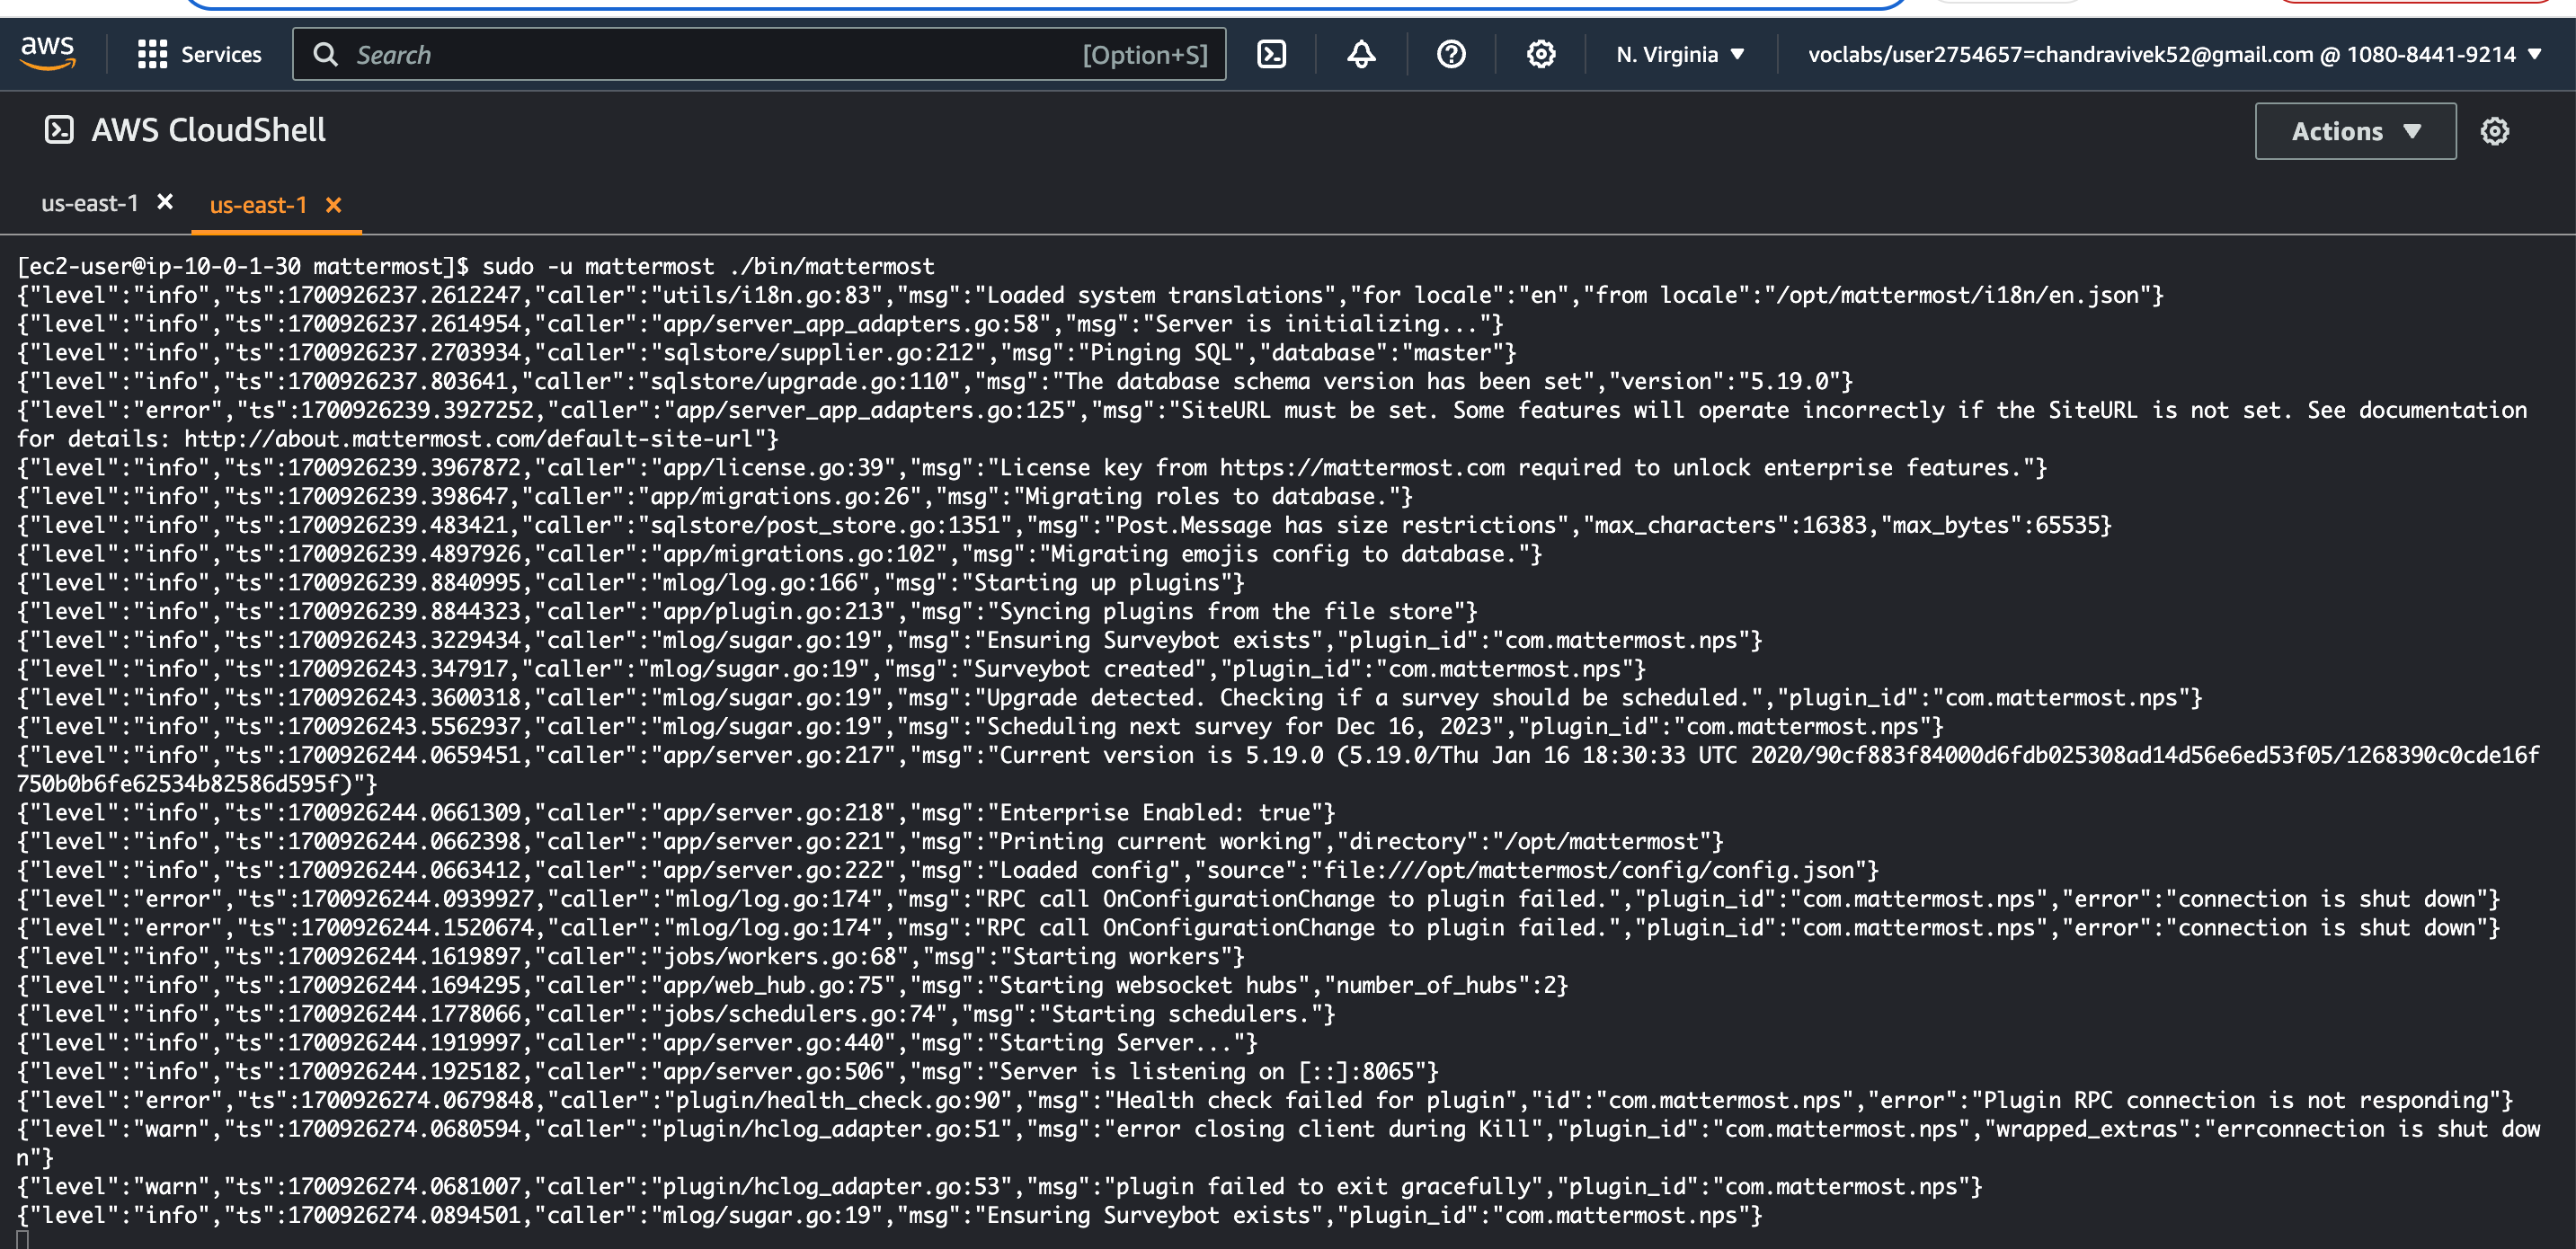 aws
Services
Search
[Option+S]
N. Virginia ▼
voclabs/user2754657=chandravivek52@gmail.com @ 1080-8441-9214 ▼
AWS CloudShell
Actions ▼
us-east-1 ×
us-east-1 ×
[ec2-user@ip-10-0-1-30 mattermost]$ sudo -u mattermost ./bin/mattermost
{"level":"info","ts":1700926237.2612247,"caller":"utils/i18n.go:83","msg":"Loaded system translations","for locale":"en","from locale":"/opt/mattermost/i18n/en.json"}
{"level":"info","ts":1700926237.2614954,"caller":"app/server_app_adapters.go:58","msg":"Server is initializing..."}
{"level":"info","ts":1700926237.2703934,"caller":"sqlstore/supplier.go:212","msg":"Pinging SQL","database":"master"}
{"level":"info","ts":1700926237.803641,"caller":"sqlstore/upgrade.go:110","msg":"The database schema version has been set","version":"5.19.0"}
{"level":"error","ts":1700926239.3927252,"caller":"app/server_app_adapters.go:125","msg":"SiteURL must be set. Some features will operate incorrectly if the SiteURL is not set. See documentation
for details: http://about.mattermost.com/default-site-url"}
{"level":"info","ts":1700926239.3967872,"caller":"app/license.go:39","msg":"License key from https://mattermost.com required to unlock enterprise features."}
{"level":"info","ts":1700926239.398647,"caller":"app/migrations.go:26","msg":"Migrating roles to database."}
{"level":"info","ts":1700926239.483421,"caller":"sqlstore/post_store.go:1351","msg":"Post.Message has size restrictions","max_characters":16383,"max_bytes":65535}
{"level":"info","ts":1700926239.4897926,"caller":"app/migrations.go:102","msg":"Migrating emojis config to database."}
{"level":"info","ts":1700926239.8840995,"caller":"mlog/log.go:166","msg":"Starting up plugins"}
{"level":"info","ts":1700926239.8844323,"caller":"app/plugin.go:213","msg":"Syncing plugins from the file store"}
{"level":"info","ts":1700926243.3229434,"caller":"mlog/sugar.go:19","msg":"Ensuring Surveybot exists","plugin_id":"com.mattermost.nps"}
{"level":"info","ts":1700926243.347917,"caller":"mlog/sugar.go:19","msg":"Surveybot created","plugin_id":"com.mattermost.nps"}
{"level":"info","ts":1700926243.3600318,"caller":"mlog/sugar.go:19","msg":"Upgrade detected. Checking if a survey should be scheduled.","plugin_id":"com.mattermost.nps"}
{"level":"info","ts":1700926243.5562937,"caller":"mlog/sugar.go:19","msg":"Scheduling next survey for Dec 16, 2023","plugin_id":"com.mattermost.nps"}
{"level":"info","ts":1700926244.0659451,"caller":"app/server.go:217","msg":"Current version is 5.19.0 (5.19.0/Thu Jan 16 18:30:33 UTC 2020/90cf883f84000d6fdb025308ad14d56e6ed53f05/1268390c0cde16f
750b0b6fe62534b82586d595f)"}
{"level":"info","ts":1700926244.0661309,"caller":"app/server.go:218","msg":"Enterprise Enabled: true"}
{"level":"info","ts":1700926244.0662398,"caller":"app/server.go:221","msg":"Printing current working","directory":"/opt/mattermost"}
{"level":"info","ts":1700926244.0663412,"caller":"app/server.go:222","msg":"Loaded config","source":"file:///opt/mattermost/config/config.json"}
{"level":"error","ts":1700926244.0939927,"caller":"mlog/log.go:174","msg":"RPC call OnConfigurationChange to plugin failed.","plugin_id":"com.mattermost.nps","error":"connection is shut down"}
{"level":"error","ts":1700926244.1520674,"caller":"mlog/log.go:174","msg":"RPC call OnConfigurationChange to plugin failed.","plugin_id":"com.mattermost.nps","error":"connection is shut down"}
{"level":"info","ts":1700926244.1619897,"caller":"jobs/workers.go:68","msg":"Starting workers"}
{"level":"info","ts":1700926244.1694295,"caller":"app/web_hub.go:75","msg":"Starting websocket hubs","number_of_hubs":2}
{"level":"info","ts":1700926244.1778066,"caller":"jobs/schedulers.go:74","msg":"Starting schedulers."}
{"level":"info","ts":1700926244.1919997,"caller":"app/server.go:440","msg":"Starting Server..."}
{"level":"info","ts":1700926244.1925182,"caller":"app/server.go:506","msg":"Server is listening on [::]:8065"}
{"level":"error","ts":1700926274.0679848,"caller":"plugin/health_check.go:90","msg":"Health check failed for plugin","id":"com.mattermost.nps","error":"Plugin RPC connection is not responding"}
{"level":"warn","ts":1700926274.0680594,"caller":"plugin/hclog_adapter.go:51","msg":"error closing client during Kill","plugin_id":"com.mattermost.nps","wrapped_extras":"errconnection is shut dow
n"}
{"level":"warn","ts":1700926274.0681007,"caller":"plugin/hclog_adapter.go:53","msg":"plugin failed to exit gracefully","plugin_id":"com.mattermost.nps"}
{"level":"info","ts":1700926274.0894501,"caller":"mlog/sugar.go:19","msg":"Ensuring Surveybot exists","plugin_id":"com.mattermost.nps"}